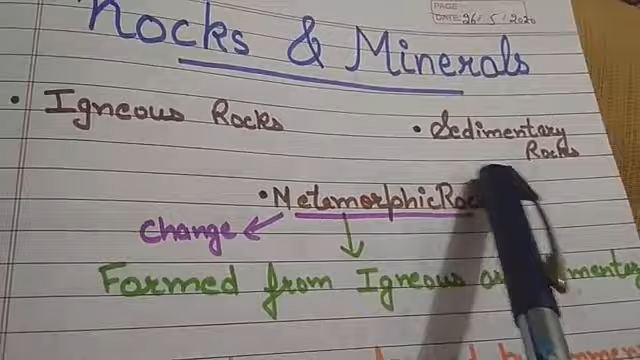 PAGE
DATE: 26/5/2020
Rocks & Minerals
• Igneous Rocks
• Sedimentary
Rocks
• Metamorphic
change
Formed from Igneous